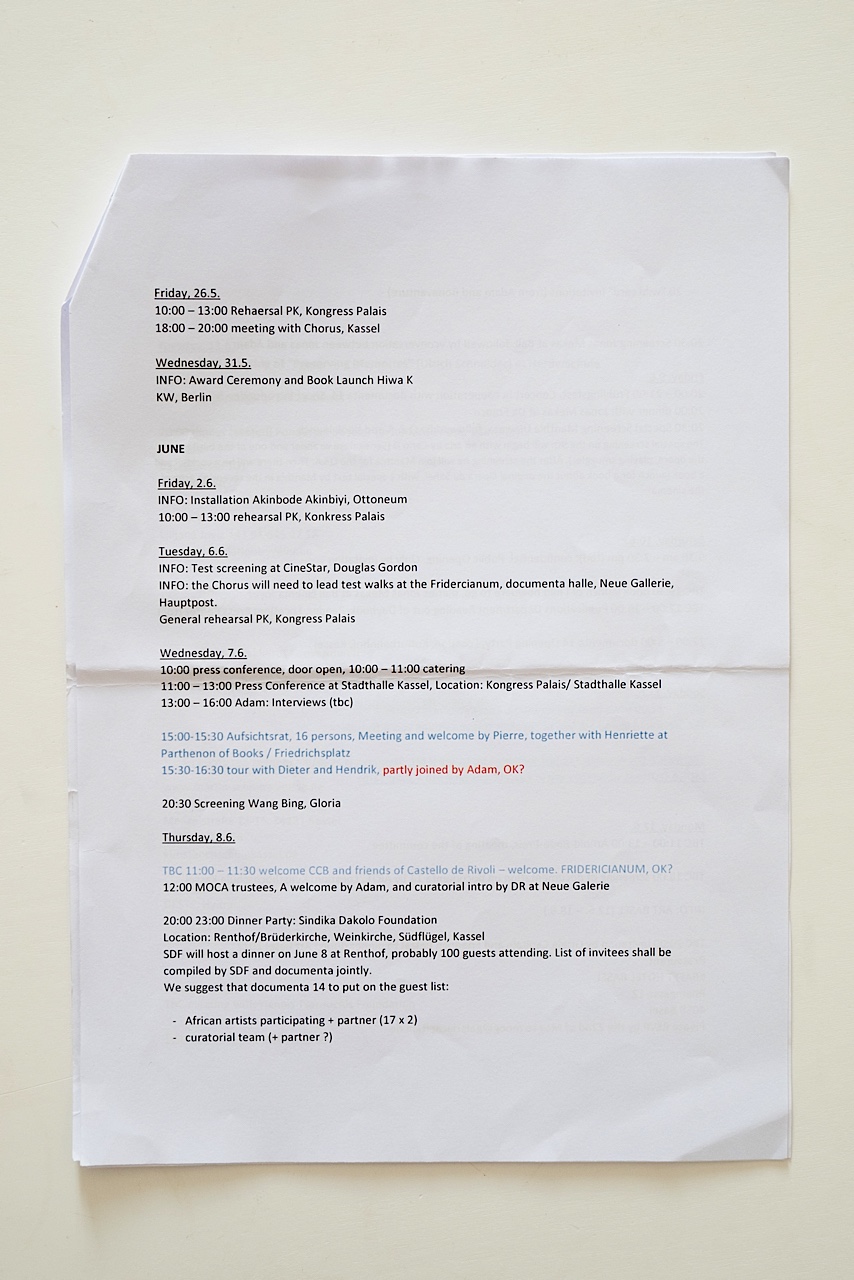 Friday, 26.5.
10:00 – 13:00 Rehaersal PK, Kongress Palais
18:00 – 20:00 meeting with Chorus, Kassel
Wednesday, 31.5.
INFO: Award Ceremony and Book Launch Hiwa K
KW, Berlin
JUNE
Friday, 2.6.
INFO: Installation Akinbode Akinbiyi, Ottoneum
10:00 – 13:00 rehearsal PK, Konkress Palais
Tuesday, 6.6.
INFO: Test screening at CineStar, Douglas Gordon
INFO: the Chorus will need to lead test walks at the Fridercianum, documenta halle, Neue Gallerie,
Hauptpost.
General rehearsal PK, Kongress Palais
Wednesday, 7.6.
10:00 press conference, door open, 10:00 – 11:00 catering
11:00 – 13:00 Press Conference at Stadthalle Kassel, Location: Kongress Palais/ Stadthalle Kassel
13:00 – 16:00 Adam: Interviews (tbc)
15:00-15:30 Aufsichtsrat, 16 persons, Meeting and welcome by Pierre, together with Henriette at
Parthenon of Books / Friedrichsplatz
15:30-16:30 tour with Dieter and Hendrik, partly joined by Adam, OK?
20:30 Screening Wang Bing, Gloria
Thursday, 8.6.
TBC 11:00 – 11:30 welcome CCB and friends of Castello de Rivoli – welcome. FRIDERICIANUM, OK?
12:00 MOCA trustees, A welcome by Adam, and curatorial intro by DR at Neue Galerie
20:00 23:00 Dinner Party: Sindika Dakolo Foundation
Location: Renthof/Brüderkirche, Weinkirche, Südflügel, Kassel
SDF will host a dinner on June 8 at Renthof, probably 100 guests attending. List of invitees shall be
compiled by SDF and documenta jointly.
We suggest that documenta 14 to put on the guest list:
- African artists participating + partner (17 x 2)
- curatorial team (+ partner ?)